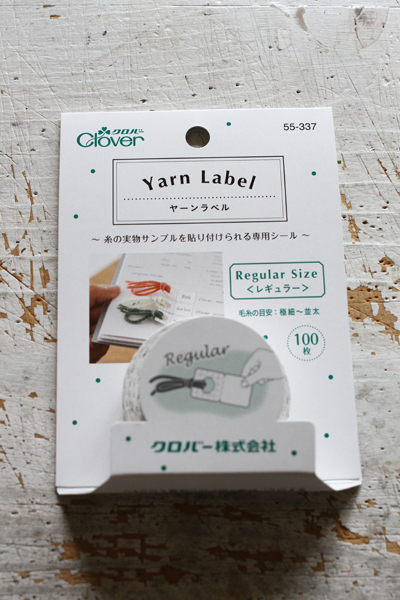 55-337
クロバー
Clover
Yarn Label
ヤーンラベル
～ 糸の実物サンプルを貼り付けられる専用シール ～
Regular Size
＜レギュラー＞
毛糸の目安：極細～並太
100
枚
Regular
クロバー株式会社